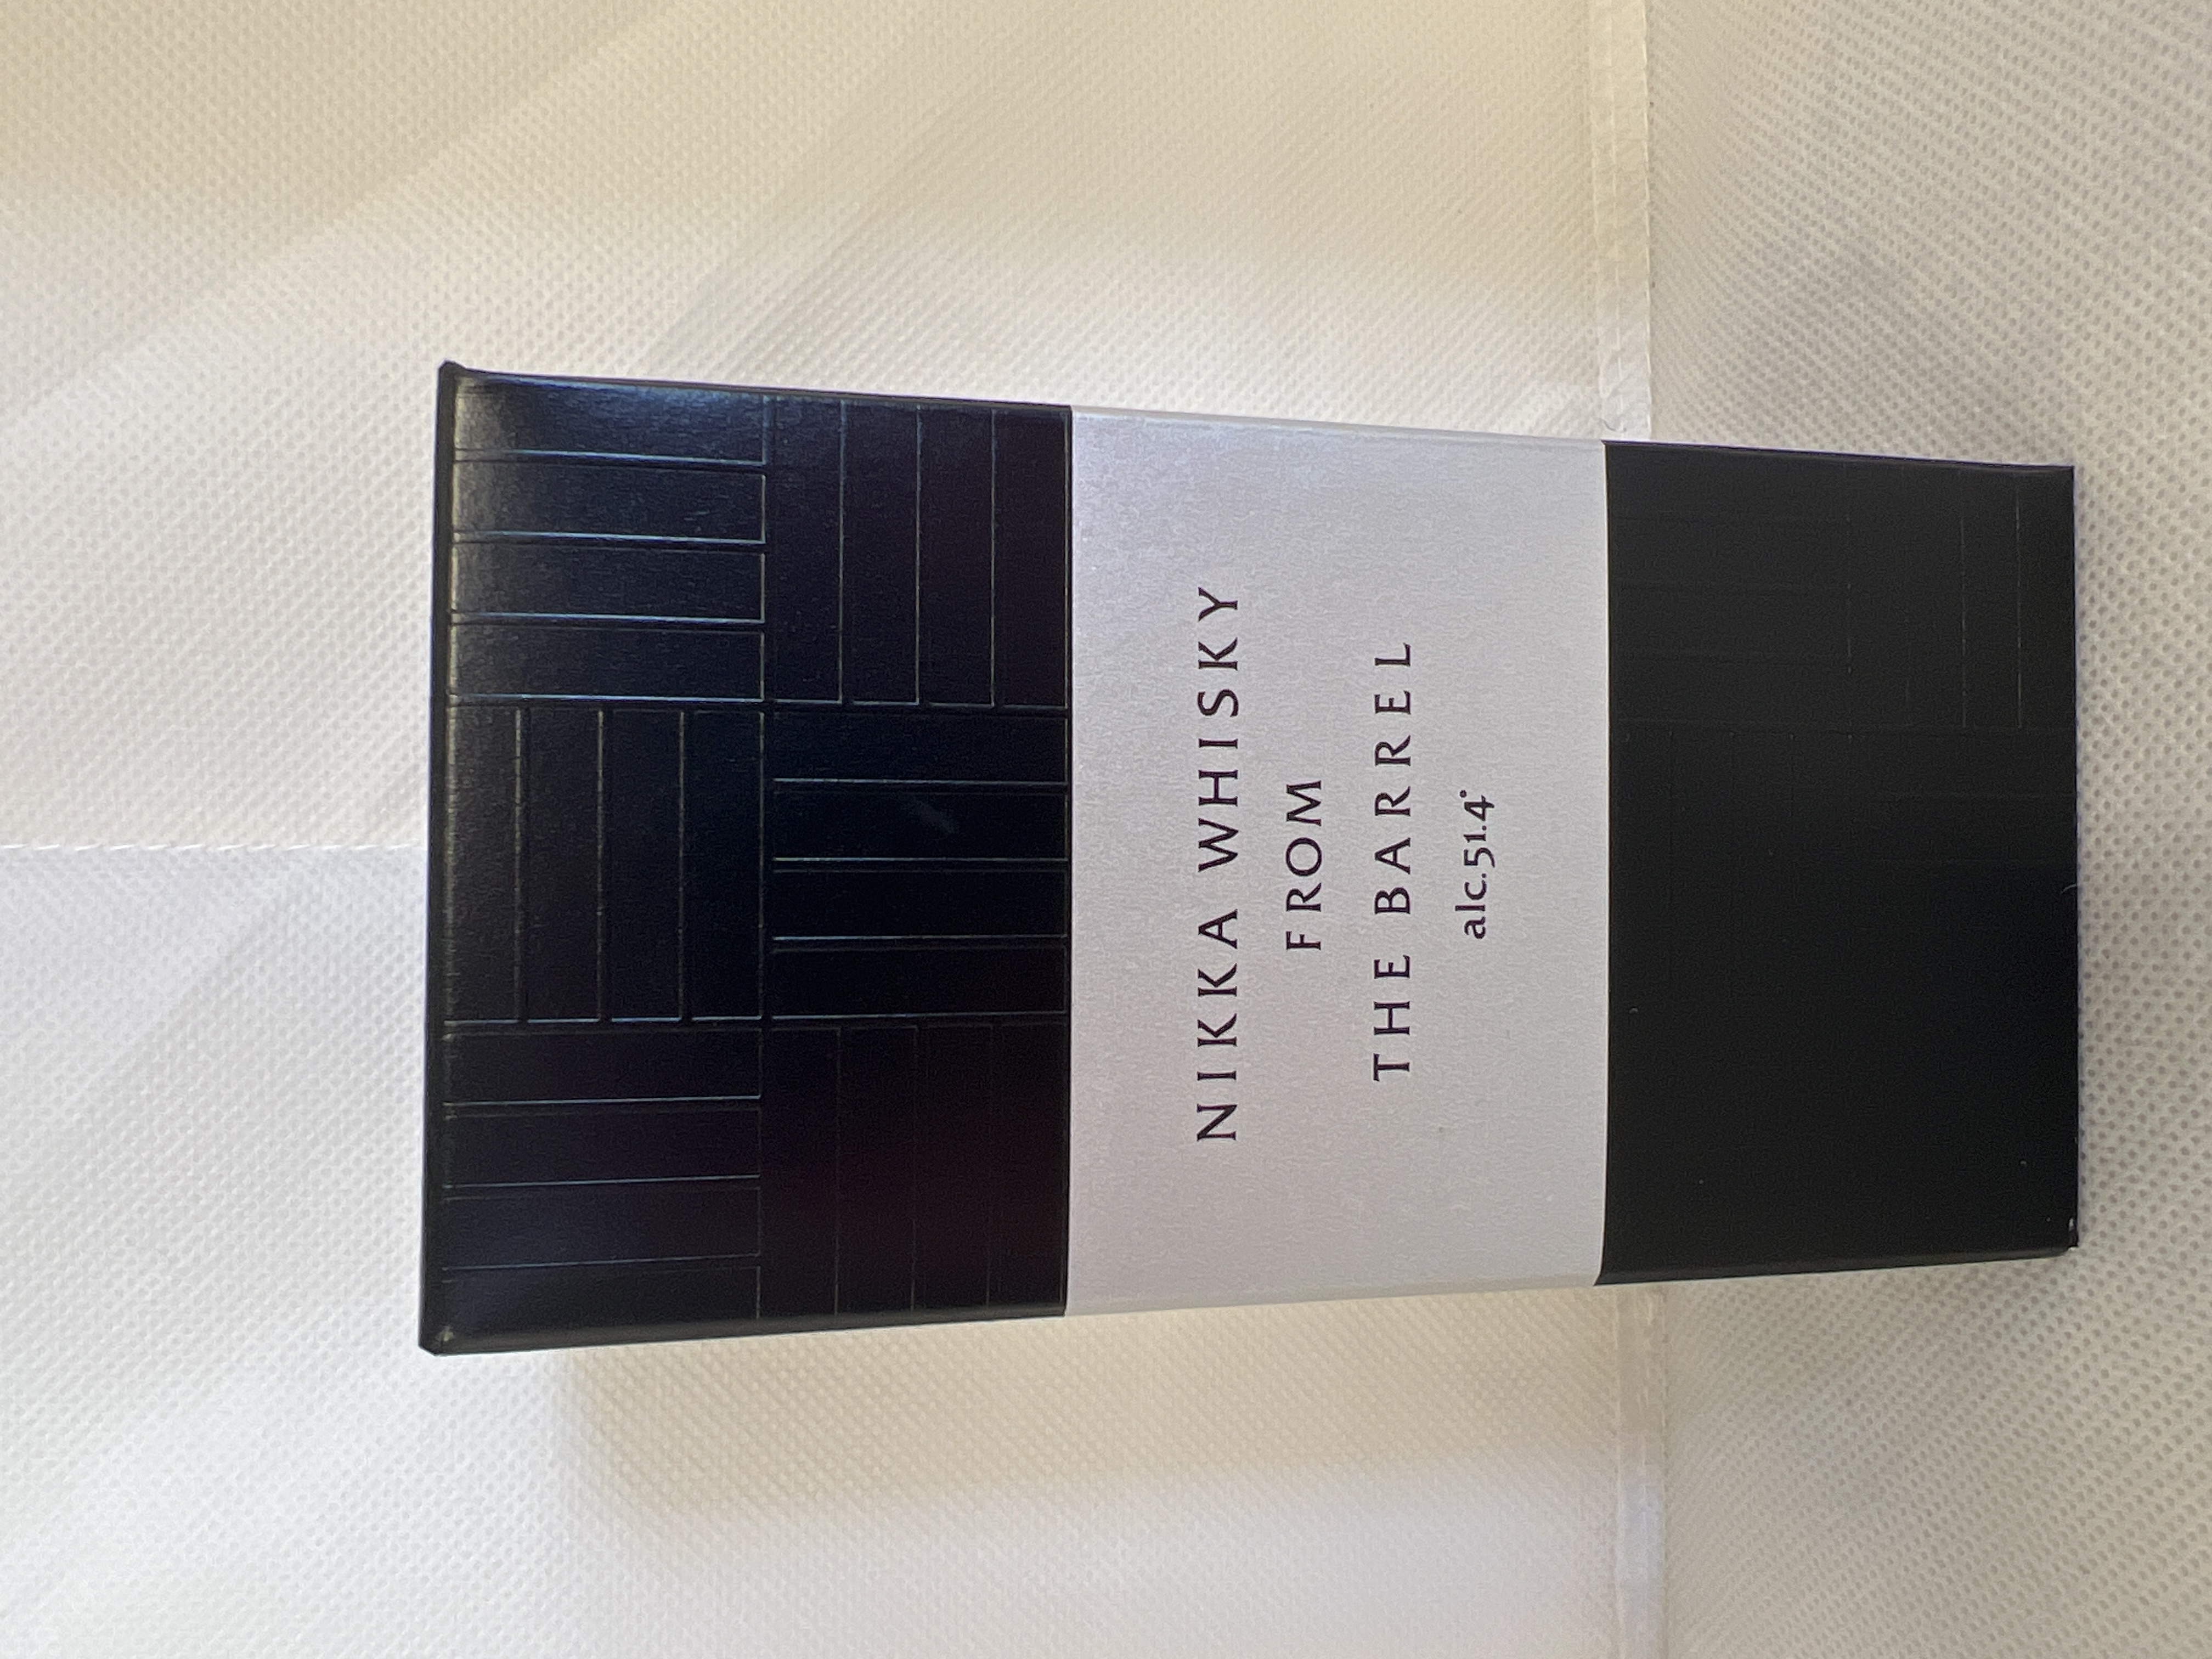 NIKKA WHISKY
FROM
THE BARREL
alc.51.4°